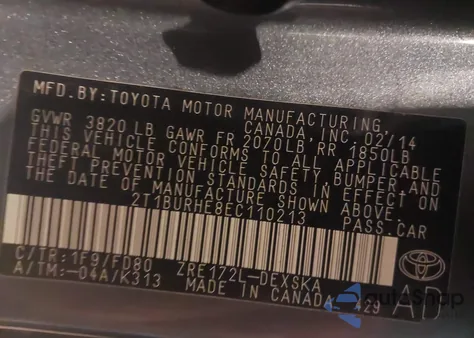 MFD.BY:TOYOTA MOTOR MANUFACTURING,
CANADA, INC. 02/14
GVWR 3820 LB GAWR FR 2070LB RR 1850LB
THIS VEHICLE CONFORMS TO ALL APPLICABLE
FEDERAL MOTOR VEHICLE SAFETY, BUMPER, AND
THEFT PREVENTION STANDARDS IN EFFECT ON
THE DATE OF MANUFACTURE SHOWN ABOVE.
2T1BURHE8EC110213 PASS.CAR
C/TR:1F9/FD80 ZRE172L-DEXSKA
A/TM:-04A/K313 MADE IN CANADA 429
AD